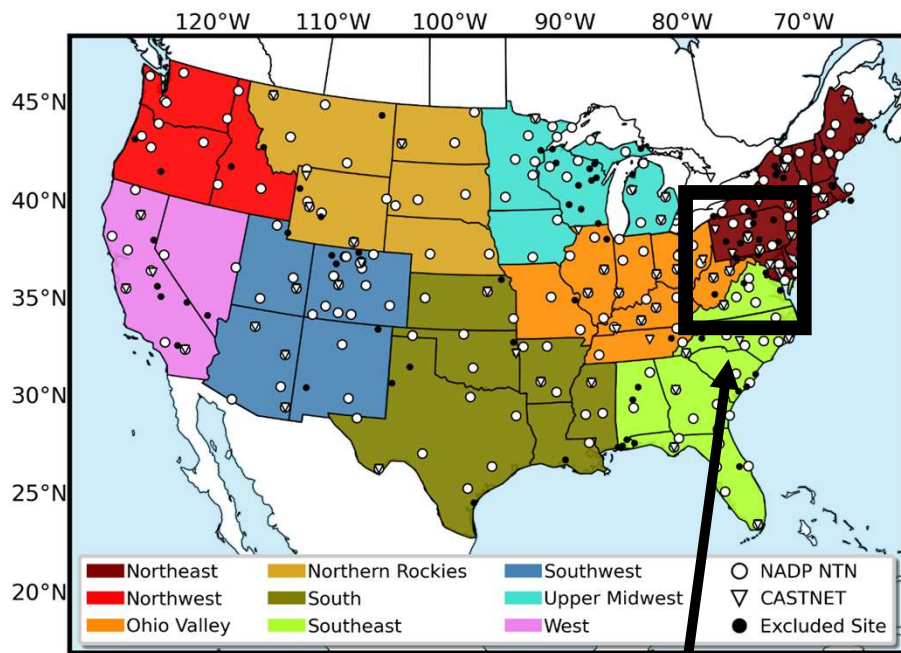 120°W 110°W 100°W 90°W 80°W 70°W
45°N
40°N
35°N
30°N
25°N
20°N
Northeast Northern Rockies Southwest NADP NTN
Northwest South Upper Midwest CASTNET
Ohio Valley Southeast West Excluded Site